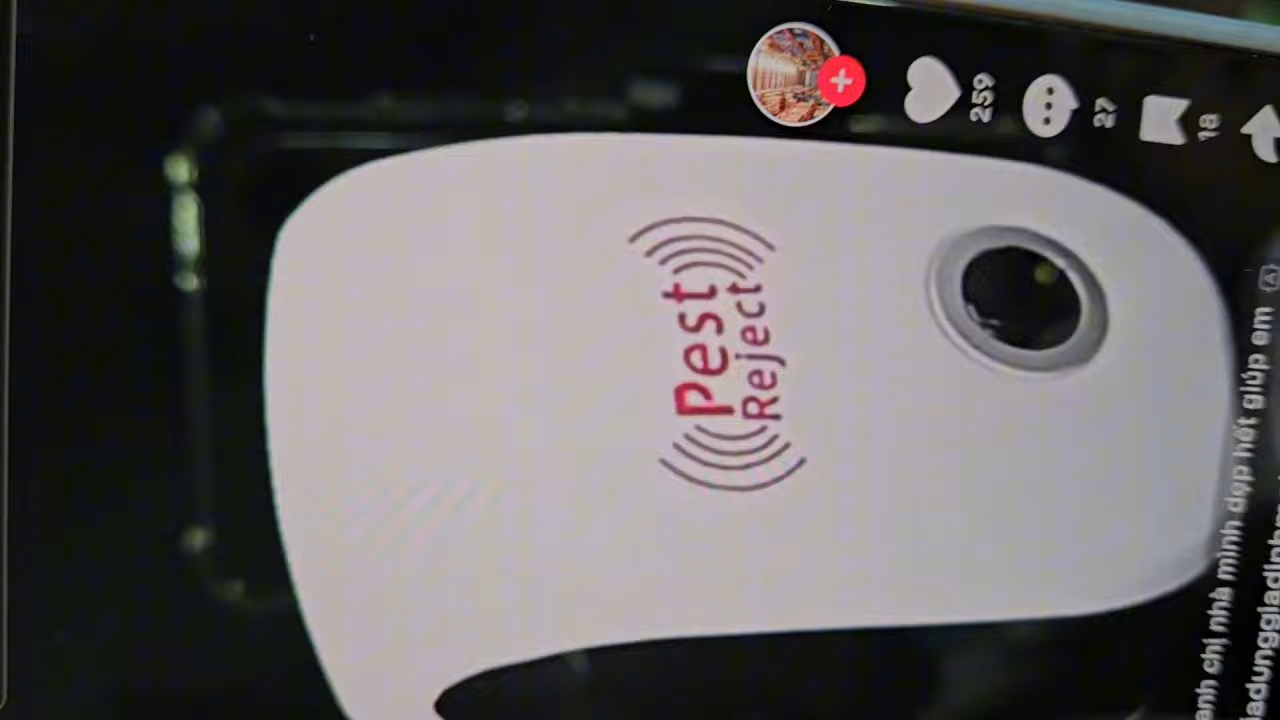 Pest
Reject
259
27
18
anh chị nhà mình dẹp hết giúp em